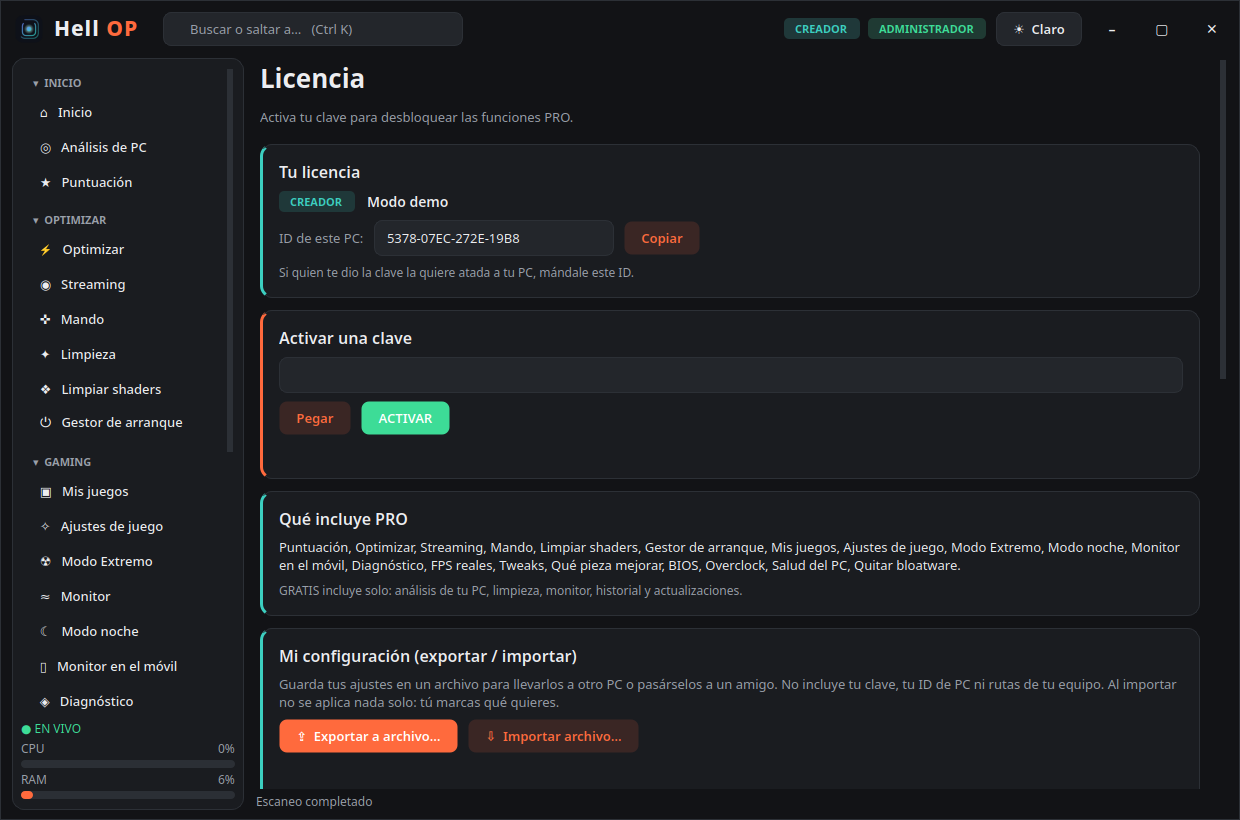 Hell OP
Buscar o saltar a... (Ctrl K)
CREADOR
ADMINISTRADOR
☀ Claro
▾ INICIO
⌂ Inicio
◎ Análisis de PC
★ Puntuación
▾ OPTIMIZAR
⚡ Optimizar
◉ Streaming
✜ Mando
✦ Limpieza
❖ Limpiar shaders
⏻ Gestor de arranque
▾ GAMING
▣ Mis juegos
✧ Ajustes de juego
☢ Modo Extremo
≈ Monitor
☾ Modo noche
▯ Monitor en el móvil
◈ Diagnóstico
● EN VIVO
CPU 0%
RAM 6%
Licencia
Activa tu clave para desbloquear las funciones PRO.
Tu licencia
CREADOR Modo demo
ID de este PC: 5378-07EC-272E-19B8 Copiar
Si quien te dio la clave la quiere atada a tu PC, mándale este ID.
Activar una clave
Pegar ACTIVAR
Qué incluye PRO
Puntuación, Optimizar, Streaming, Mando, Limpiar shaders, Gestor de arranque, Mis juegos, Ajustes de juego, Modo Extremo, Modo noche, Monitor
en el móvil, Diagnóstico, FPS reales, Tweaks, Qué pieza mejorar, BIOS, Overclock, Salud del PC, Quitar bloatware.
GRATIS incluye solo: análisis de tu PC, limpieza, monitor, historial y actualizaciones.
Mi configuración (exportar / importar)
Guarda tus ajustes en un archivo para llevarlos a otro PC o pasárselos a un amigo. No incluye tu clave, tu ID de PC ni rutas de tu equipo. Al importar
no se aplica nada solo: tú marcas qué quieres.
⇧ Exportar a archivo... ⇩ Importar archivo...
Escaneo completado